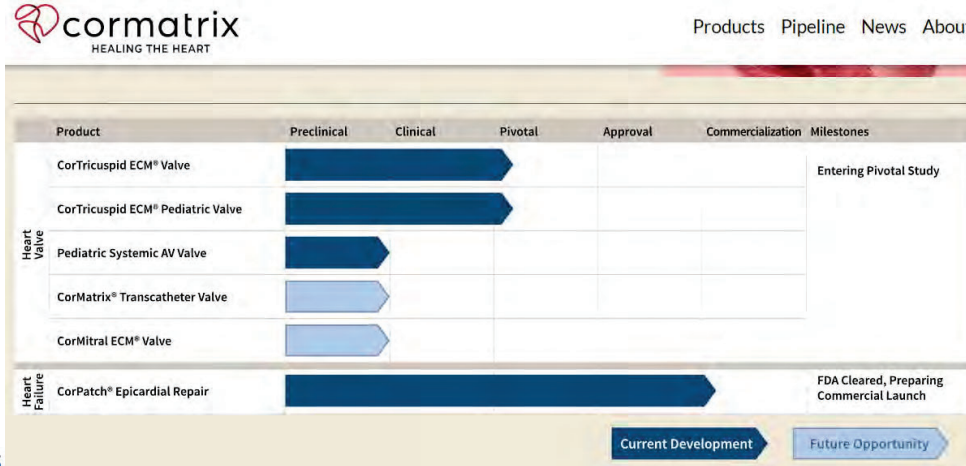 cormatrix
HEALING THE HEART
Products Pipeline News Abou
Product Preclinical Clinical Pivotal Approval Commercialization Milestones
Heart
Valve
CorTricuspid ECM® Valve
Entering Pivotal Study
CorTricuspid ECM® Pediatric Valve
Pediatric Systemic AV Valve
CorMatrix® Transcatheter Valve
CorMitral ECM® Valve
Heart
Failure
CorPatch® Epicardial Repair
FDA Cleared, Preparing
Commercial Launch
Current Development Future Opportunity